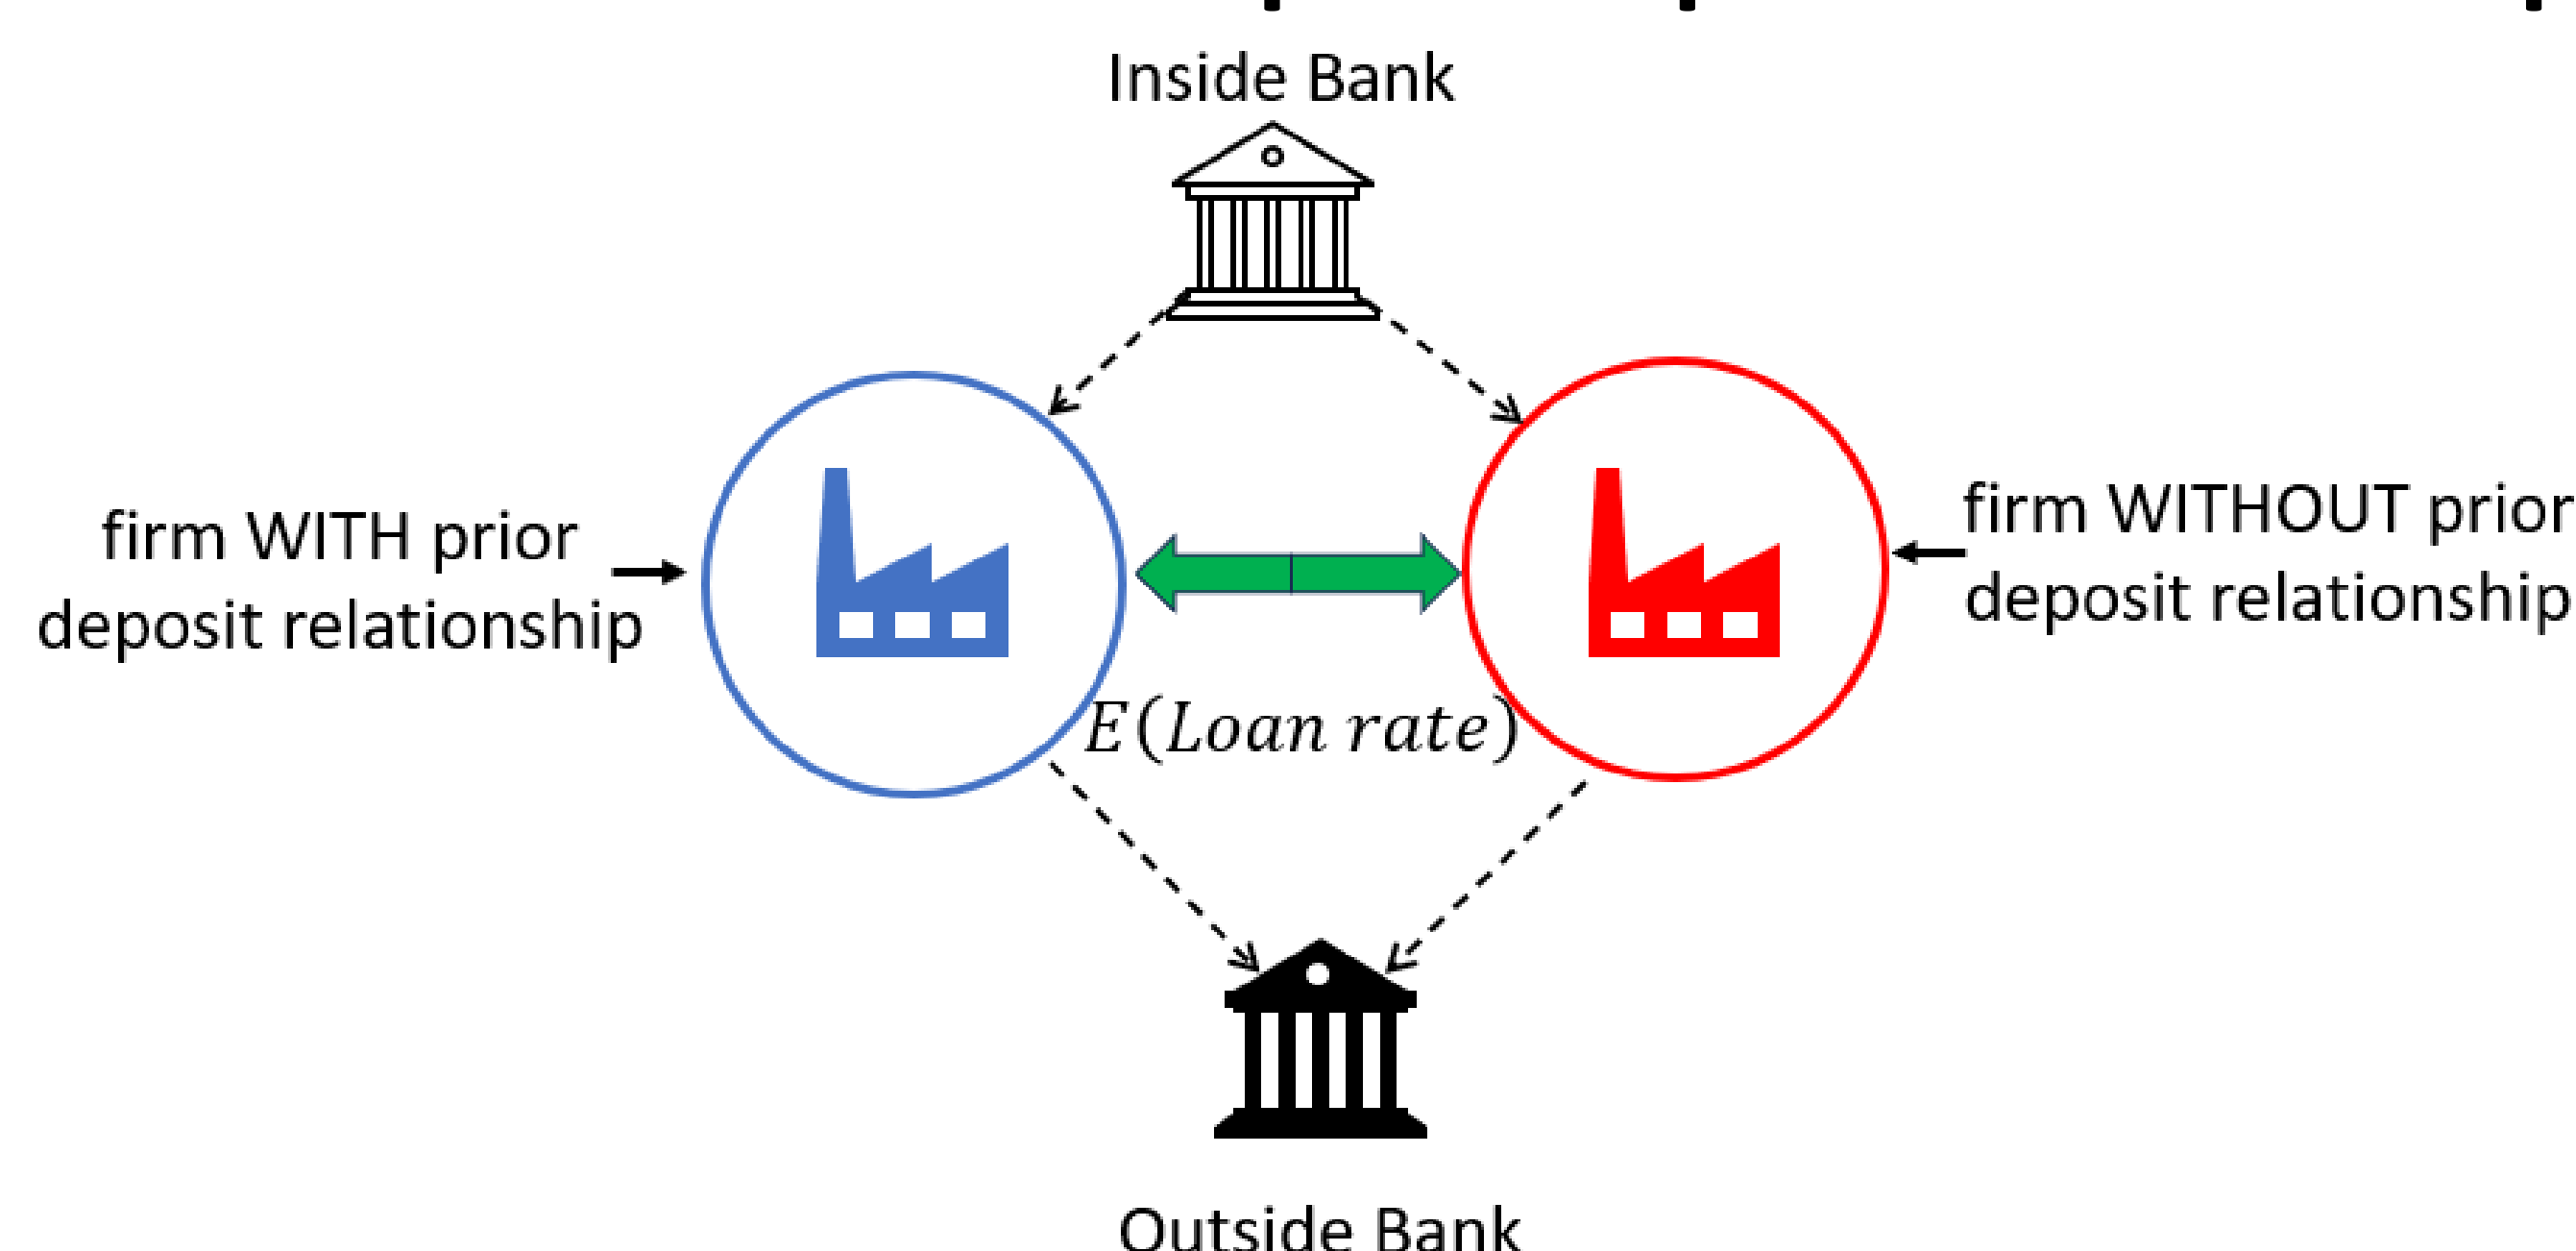 Inside Bank
firm WITH prior
deposit relationship
firm WITHOUT prior
deposit relationship
E(Loan rate)
Outside Bank